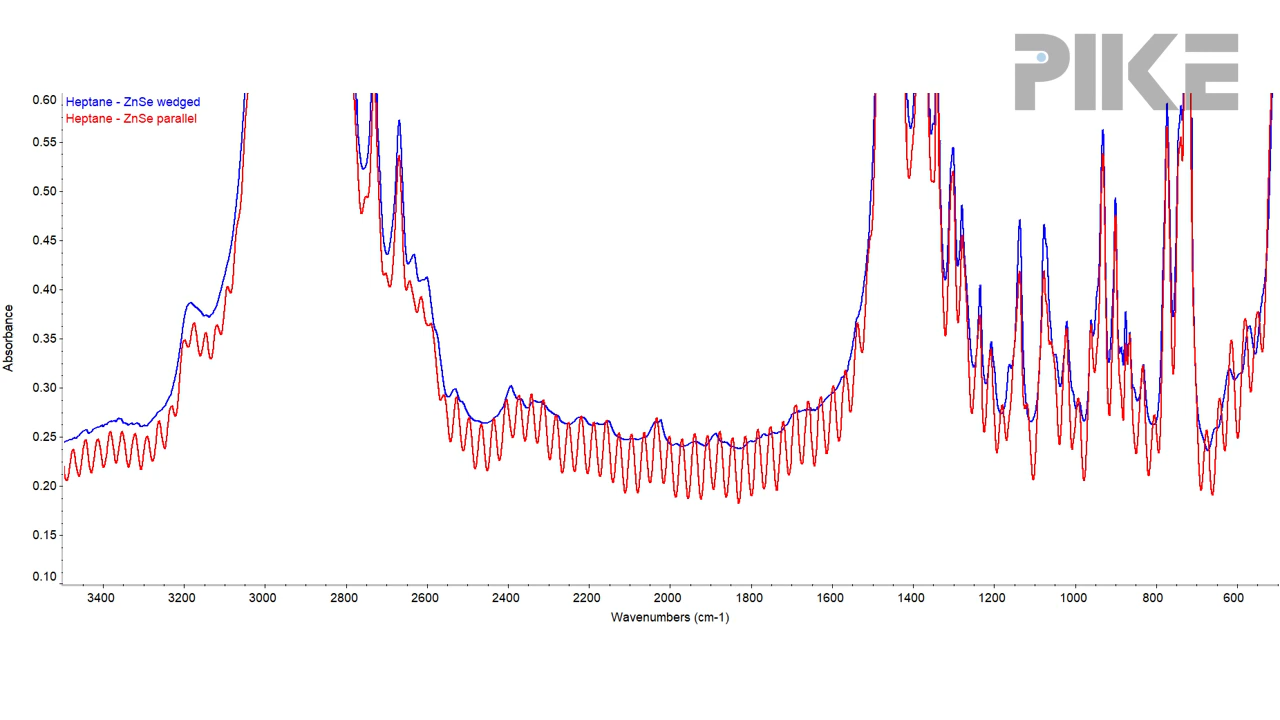 PIKE
0.60
Heptane - ZnSe wedged
Heptane - ZnSe parallel
0.55
0.50
0.45
0.40
0.35
0.30
0.25
0.20
0.15
0.10
Absorbance
3400 3200 3000 2800 2600 2400 2200 2000 1800 1600 1400 1200 1000 800 600
Wavenumbers (cm-1)